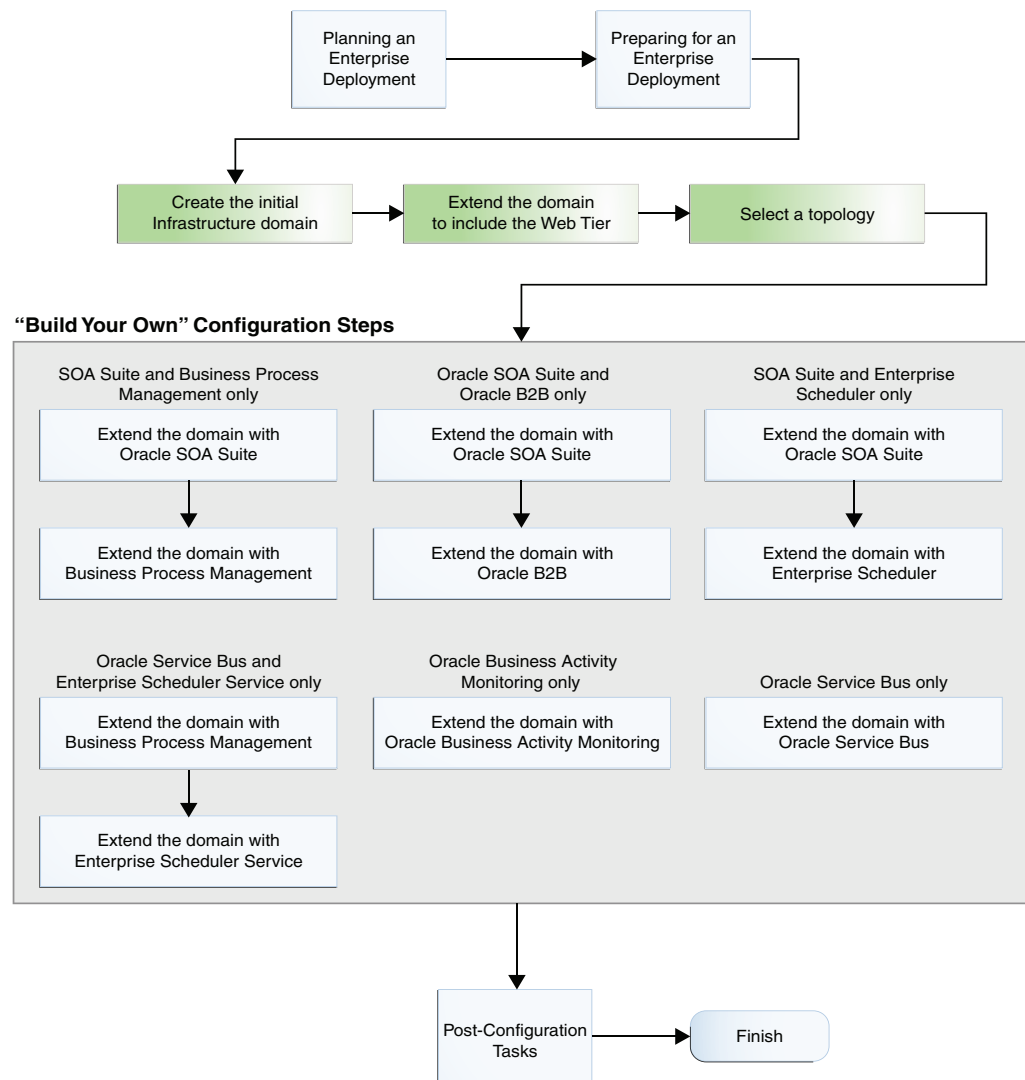 Planning an
Enterprise
Deployment
Preparing for an
Enterprise
Deployment
Create the initial
Infrastructure domain
Extend the domain
to include the Web Tier
Select a topology
“Build Your Own” Configuration Steps
SOA Suite and Business Process
Management only
Extend the domain with
Oracle SOA Suite
Extend the domain with
Business Process Management
Oracle SOA Suite and
Oracle B2B only
Extend the domain with
Oracle SOA Suite
Extend the domain with
Oracle B2B
SOA Suite and Enterprise
Scheduler only
Extend the domain with
Oracle SOA Suite
Extend the domain with
Enterprise Scheduler
Oracle Service Bus and
Enterprise Scheduler Service only
Extend the domain with
Business Process Management
Extend the domain with
Enterprise Scheduler Service
Oracle Business Activity
Monitoring only
Extend the domain with
Oracle Business Activity Monitoring
Oracle Service Bus only
Extend the domain with
Oracle Service Bus
Post-Configuration
Tasks
Finish